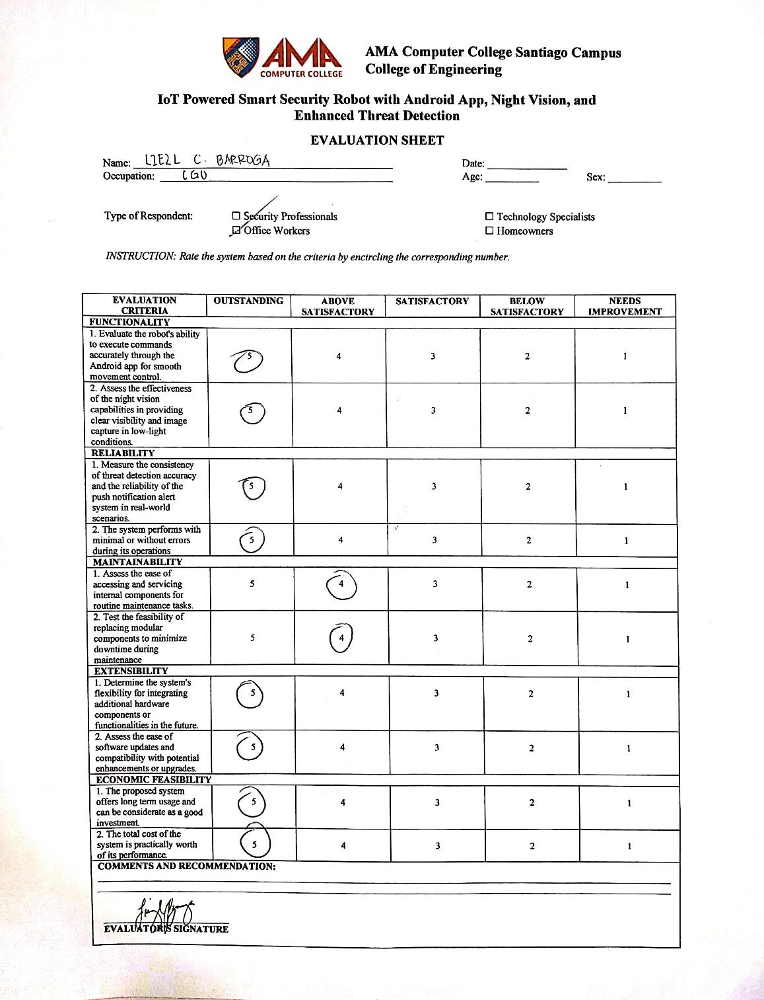 AMA
COMPUTER COLLEGE
AMA Computer College Santiago Campus
College of Engineering
IoT Powered Smart Security Robot with Android App, Night Vision, and
Enhanced Threat Detection
EVALUATION SHEET
Name: C. BARROGA
Date:
Occupation: LGU
Age: Sex:
Type of Respondent: ☐ Security Professionals ☐ Technology Specialists
☑ Office Workers ☐ Homeowners
INSTRUCTION: Rate the system based on the criteria by encircling the corresponding number.
EVALUATION CRITERIA OUTSTANDING ABOVE SATISFACTORY SATISFACTORY BELOW SATISFACTORY NEEDS IMPROVEMENT
FUNCTIONALITY
1. Evaluate the robot's ability
to execute commands
accurately through the
Android app for smooth
movement control.
5 4 3 2 1
2. Assess the effectiveness
of the night vision
capabilities in providing
clear visibility and image
capture in low-light
conditions.
5 4 3 2 1
RELIABILITY
1. Measure the consistency
of threat detection accuracy
and the reliability of the
push notification alert
system in real-world
scenarios.
5 4 3 2 1
2. The system performs with
minimal or without errors
during its operations
5 4 3 2 1
MAINTAINABILITY
1. Assess the ease of
accessing and servicing
internal components for
routine maintenance tasks.
5 4 3 2 1
2. Test the feasibility of
replacing modular
components to minimize
downtime during
maintenance
5 4 3 2 1
EXTENSIBILITY
1. Determine the system's
flexibility for integrating
additional hardware
components or
functionalities in the future.
5 4 3 2 1
2. Assess the ease of
software updates and
compatibility with potential
enhancements or upgrades.
5 4 3 2 1
ECONOMIC FEASIBILITY
1. The proposed system
offers long term usage and
can be considerate as a good
investment.
5 4 3 2 1
2. The total cost of the
system is practically worth
of its performance.
5 4 3 2 1
COMMENTS AND RECOMMENDATION:
EVALUATOR'S SIGNATURE